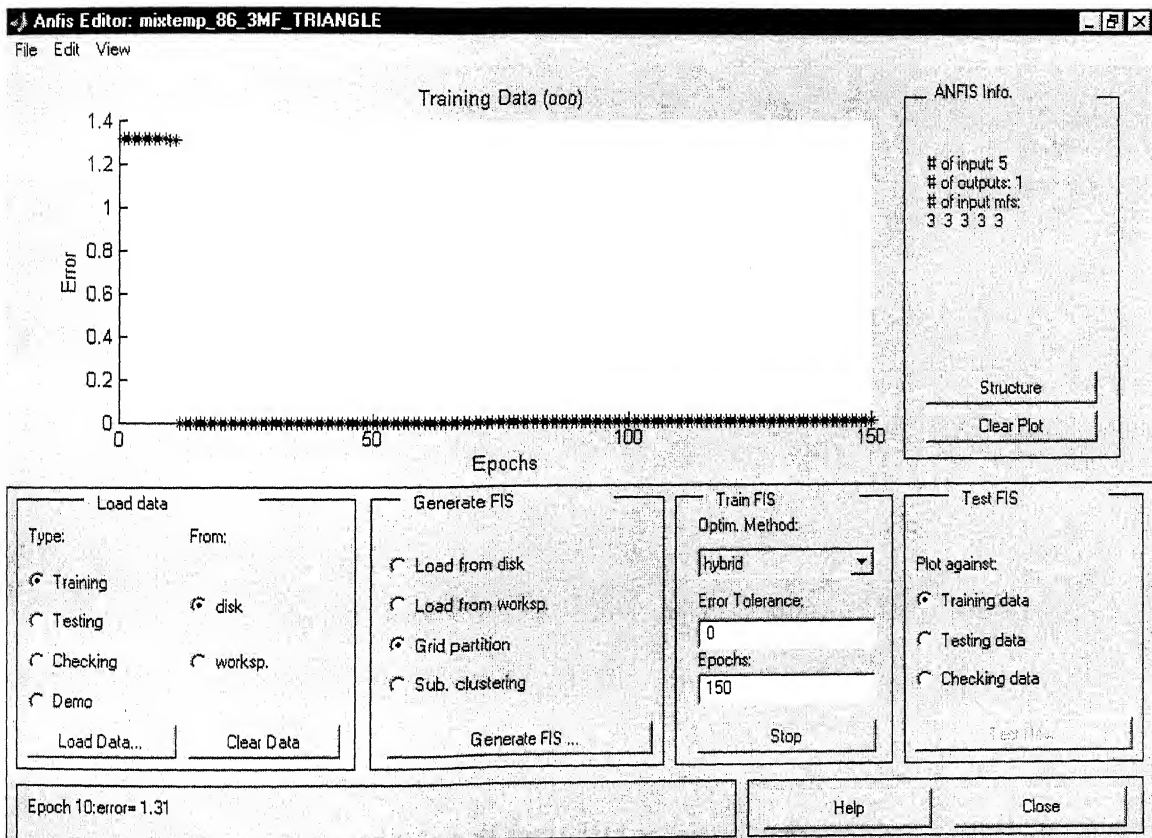 Anfis Editor: mixtemp_86_3MF_TRIANGLE
File Edit View
Training Data (ooo)
1.4
1.2
1
0.8
0.6
0.4
0.2
0
Error
0 50 100 150
Epochs
ANFIS Info.
# of input: 5
# of outputs: 1
# of input mfs:
3 3 3 3 3
Structure
Clear Plot
Load data
Type:
From:
Training
Testing
Checking
Demo
disk
worksp.
Load Data...
Clear Data
Generate FIS
Load from disk
Load from worksp.
Grid partition
Sub. clustering
Generate FIS ...
Train FIS
Optim. Method:
hybrid
Error Tolerance:
0
Epochs:
150
Stop
Test FIS
Plot against:
Training data
Testing data
Checking data
Epoch 10:error= 1.31
Help
Close